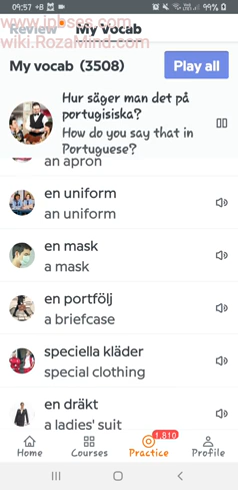 09:57 +B 99%
www.inloses.com
Review My Vocab
wiki.RozaMind.com
My vocab (3508) Play all
Hur säger man det på
portugisiska?
How do you say that in
Portuguese?
an apron
en uniform
an uniform
en mask
a mask
en portfölj
a briefcase
speciella kläder
special clothing
en dräkt
a ladies' suit
1,810
Home Courses Practice Profile